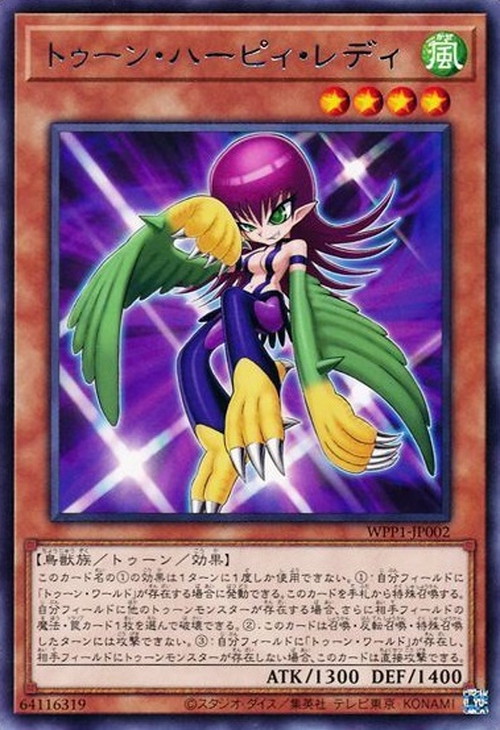 トゥーン・ハーピィ・レディ
風
WPP1-JP002
【鳥獣族／トゥーン／効果】
このカード名の①の効果は1ターンに1度しか使用できない。①：自分フィールドに
「トゥーン・ワールド」が存在する場合に発動できる。このカードを手札から特殊召喚する。
自分フィールドに他のトゥーンモンスターが存在する場合、さらに相手フィールドの
魔法・罠カード1枚を選んで破壊できる。②：このカードは召喚・反転召喚・特殊召喚
したターンには攻撃できない。③：自分フィールドに「トゥーン・ワールド」が存在し、
相手フィールドにトゥーンモンスターが存在しない場合、このカードは直接攻撃できる。
ATK/1300 DEF/1400
64116319
©スタジオ・ダイス／集英社 テレビ東京 KONAMI